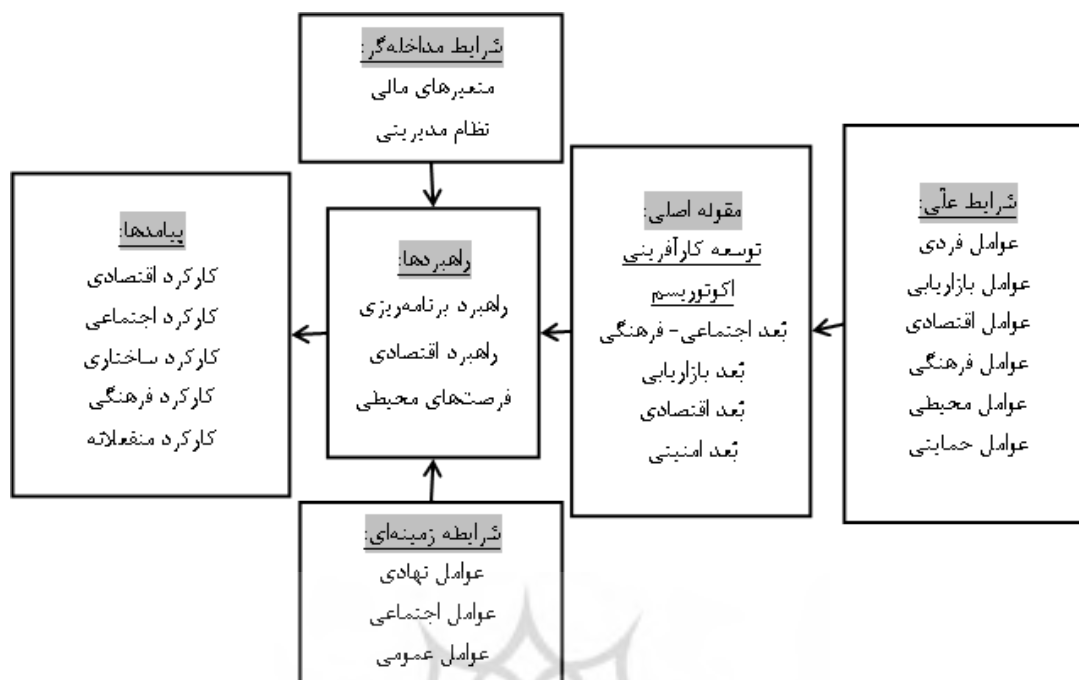 شرایط مداخله‌گر:
متغیرهای مالی
نظام مدیریتی
شرایط علّی:
عوامل فردی
عوامل بازاریابی
عوامل اقتصادی
عوامل فرهنگی
عوامل محیطی
عوامل حمایتی
مقوله اصلی:
توسعه کارآفرینی
اکوتوریسم
بُعد اجتماعی- فرهنگی
بُعد بازاریابی
بُعد اقتصادی
بُعد امنیتی
راهبردها:
راهبرد برنامه‌ریزی
راهبرد اقتصادی
فرصت‌های محیطی
پیامدها:
کارکرد اقتصادی
کارکرد اجتماعی
کارکرد ساختاری
کارکرد فرهنگی
کارکرد منفعلانه
شرایطه زمینه‌ای:
عوامل نهادی
عوامل اجتماعی
عوامل عمومی